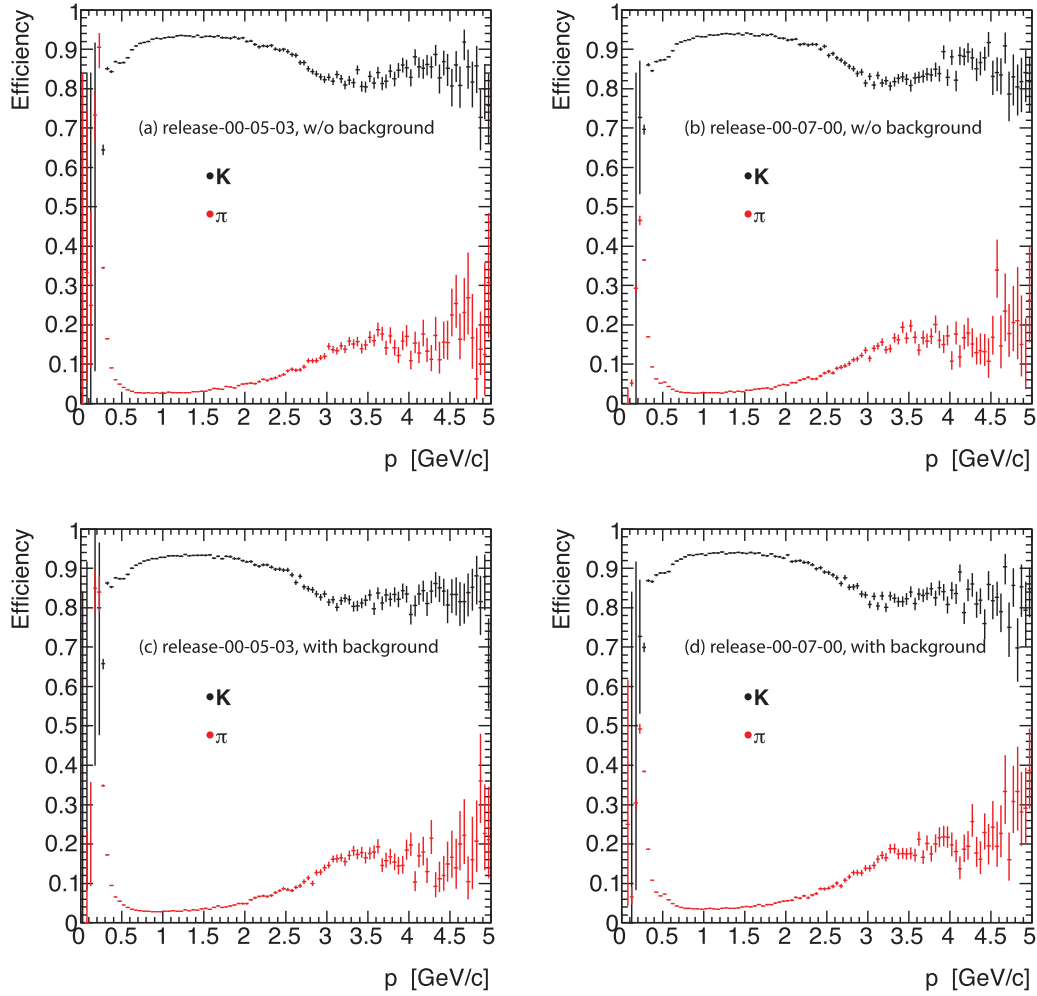 Efficiency
1
0.9
0.8
0.7
0.6
0.5
0.4
0.3
0.2
0.1
0
(a) release-00-05-03, w/o background
K
π
0 0.5 1 1.5 2 2.5 3 3.5 4 4.5 5
p [GeV/c]
Efficiency
1
0.9
0.8
0.7
0.6
0.5
0.4
0.3
0.2
0.1
0
(b) release-00-07-00, w/o background
K
π
0 0.5 1 1.5 2 2.5 3 3.5 4 4.5 5
p [GeV/c]
Efficiency
1
0.9
0.8
0.7
0.6
0.5
0.4
0.3
0.2
0.1
0
(c) release-00-05-03, with background
K
π
0 0.5 1 1.5 2 2.5 3 3.5 4 4.5 5
p [GeV/c]
Efficiency
1
0.9
0.8
0.7
0.6
0.5
0.4
0.3
0.2
0.1
0
(d) release-00-07-00, with background
K
π
0 0.5 1 1.5 2 2.5 3 3.5 4 4.5 5
p [GeV/c]